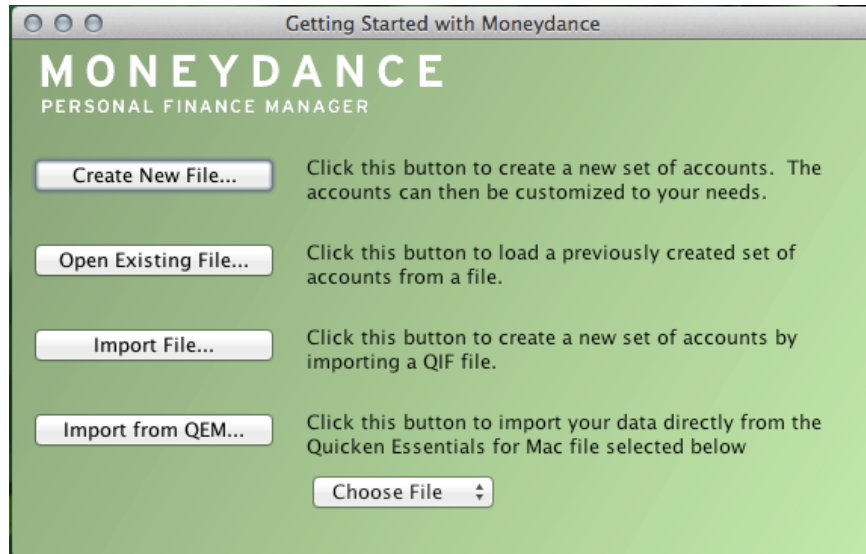 Getting Started with Moneydance
MONEYDANCE
PERSONAL FINANCE MANAGER
Create New File...
Click this button to create a new set of accounts.  The
accounts can then be customized to your needs.
Open Existing File...
Click this button to load a previously created set of
accounts from a file.
Import File...
Click this button to create a new set of accounts by
importing a QIF file.
Import from QEM...
Click this button to import your data directly from the
Quicken Essentials for Mac file selected below
Choose File